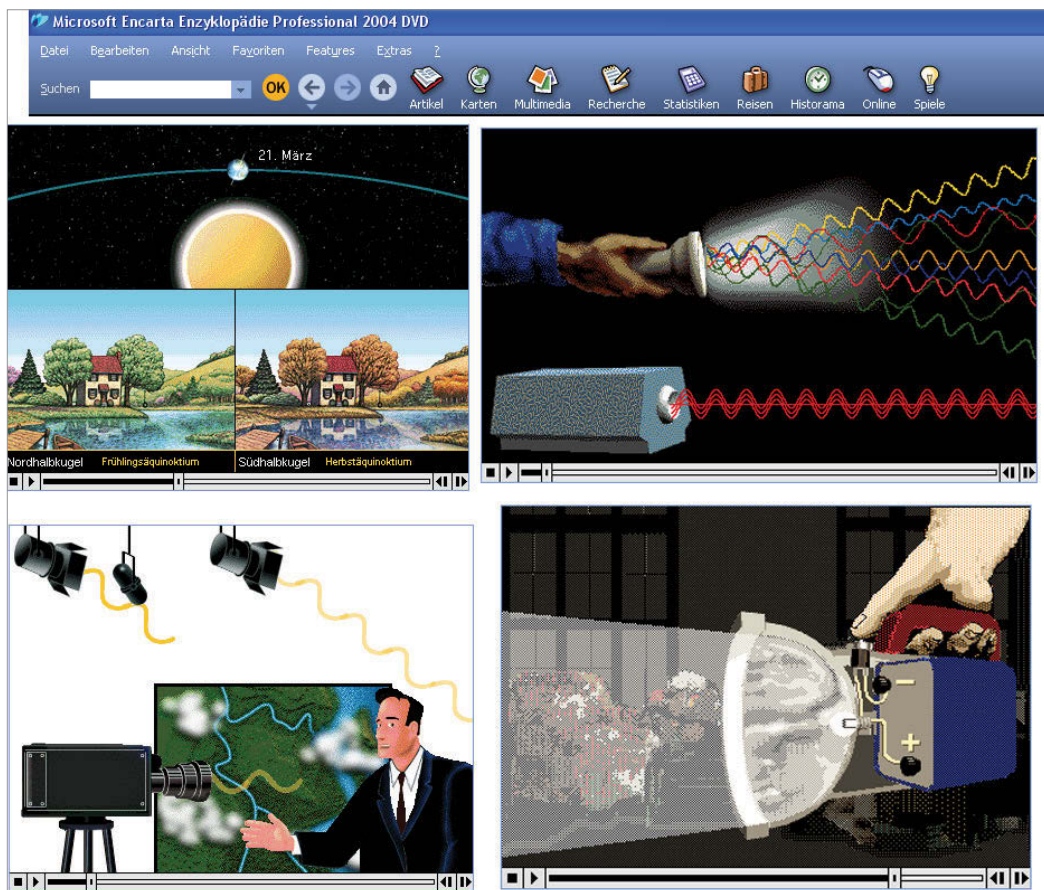 Microsoft Encarta Enzyklopädie Professional 2004 DVD
Datei Bearbeiten Ansicht Favoriten Features Extras ?
Suchen OK
Artikel Karten Multimedia Recherche Statistiken Reisen Historama Online Spiele
21. März
Nordhalbkugel Frühlingsäquinoktium Südhalbkugel Herbstäquinoktium